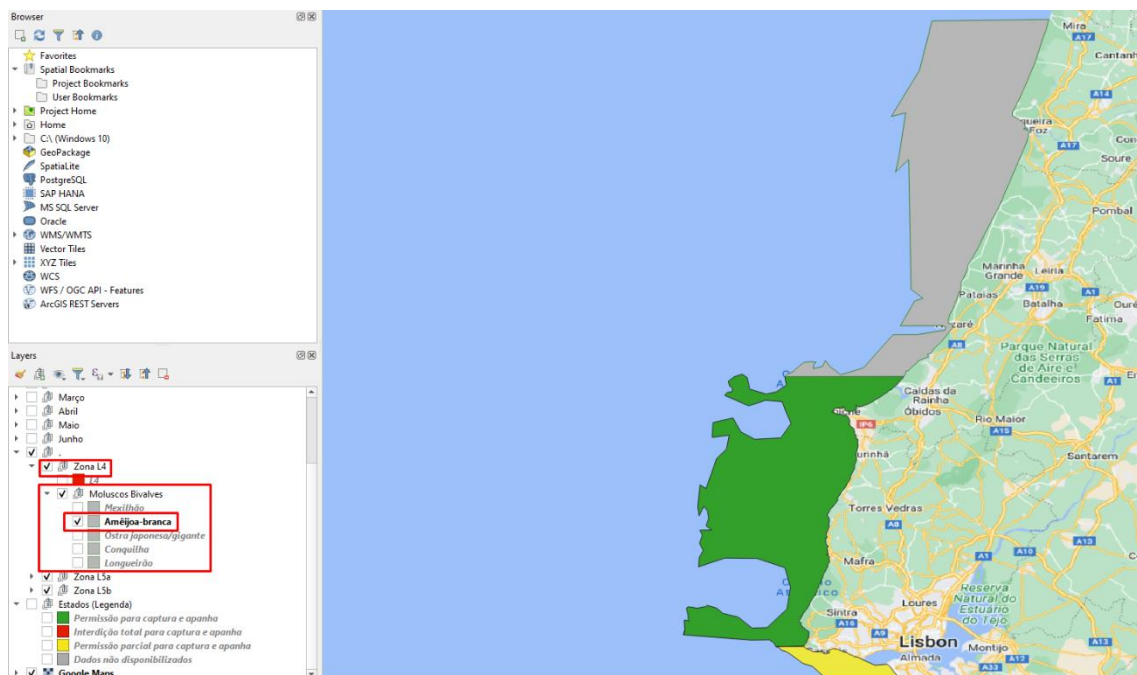 Browser
Favorites
Spatial Bookmarks
Project Bookmarks
User Bookmarks
Project Home
Home
C:\ (Windows 10)
GeoPackage
SpatiaLite
PostgreSQL
SAP HANA
MS SQL Server
Oracle
WMS/WMTS
Vector Tiles
XYZ Tiles
WCS
WFS / OGC API - Features
ArcGIS REST Servers
Layers
Março
Abril
Maio
Junho
.
Zona L4
L4
Moluscos Bivalves
Mexilhão
Amêijoa-branca
Ostra japonesa/gigante
Conquilha
Longueirão
Zona L5a
Zona L5b
Estados (Legenda)
Permissão para captura e apanha
Interdição total para captura e apanha
Permissão parcial para captura e apanha
Dados não disponibilizados
Google Maps
Mira
A17
Cantanh
A14
gueira
Foz
A17
Con
Soure
Pombal
Marinha
Grande
Leiria
A19
A1
Pataias
Batalha
Ouré
Fatima
zaré
A8
Parque Natural
das Serras
de Aire e
Candeeiros
A1
Caldas da
Rainha
Óbidos
IP6
Rio Maior
A15
urinhã
Santarem
Torres Vedras
A8
A1
A10
A13
Mafra
Reserva
Natural do
Estuário
do Tejo
Sintra
A16
Loures
A9
Lisbon
Montijo
A13
Almada
A33
A12